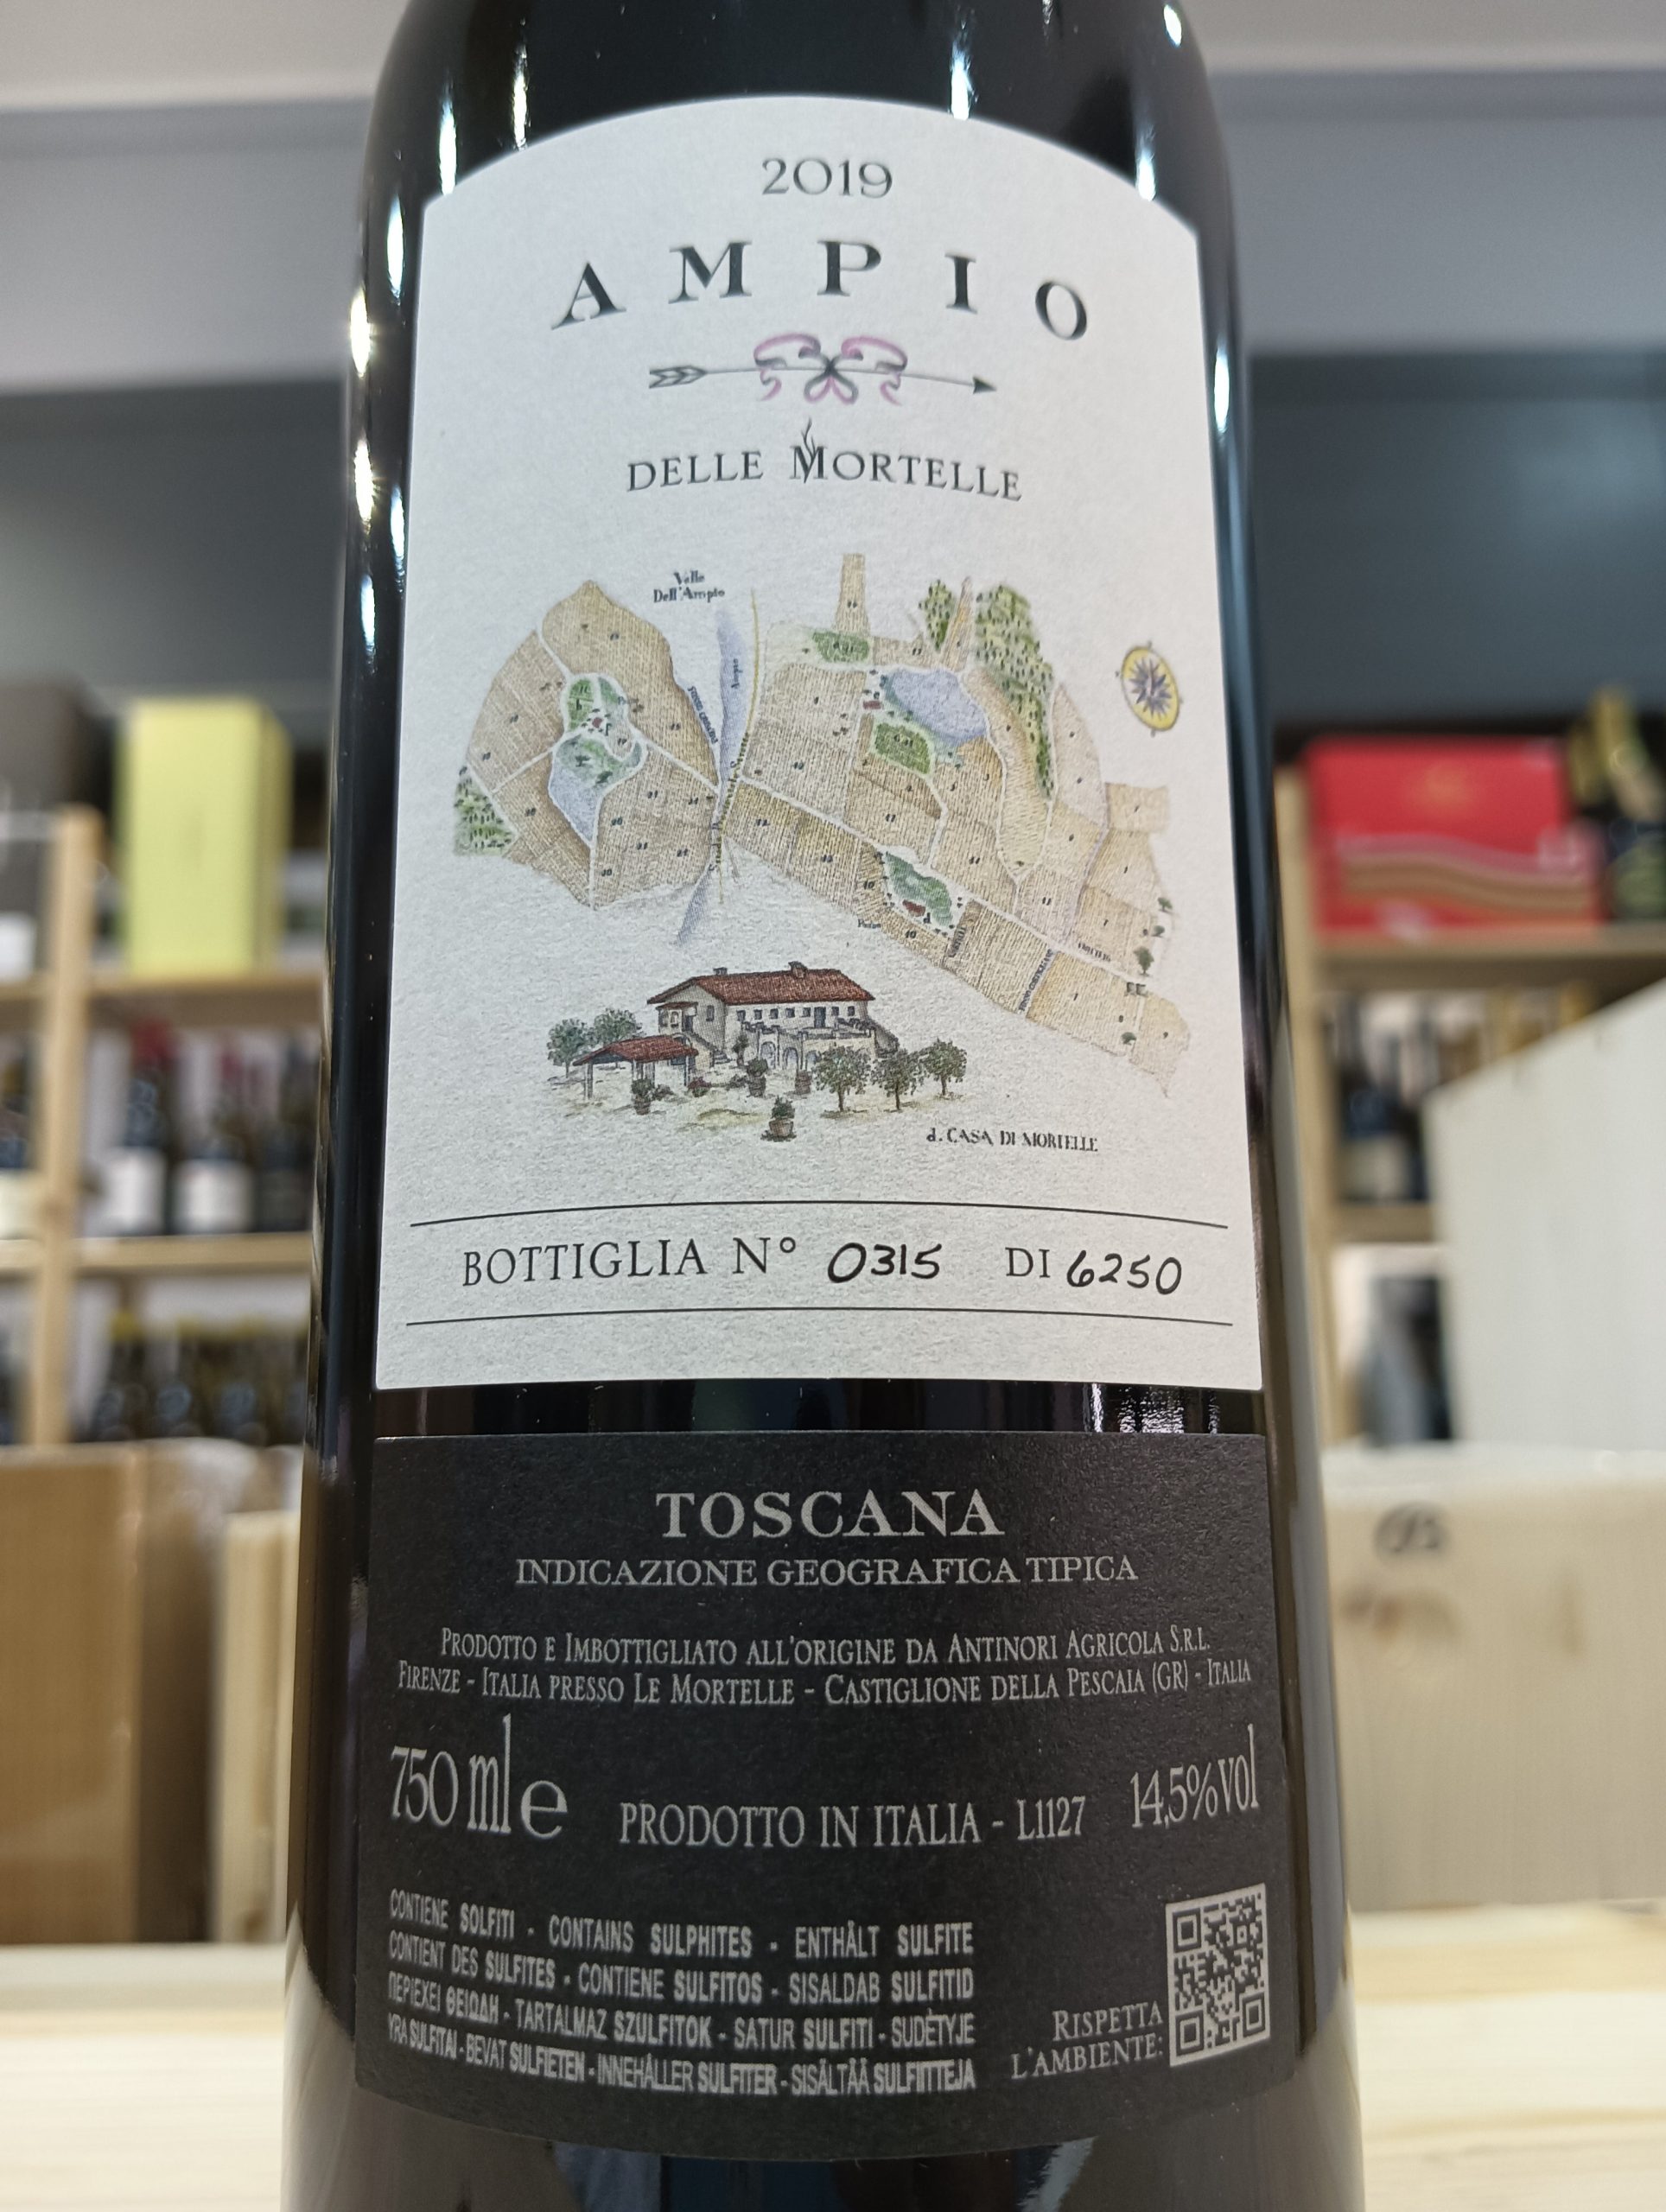 2019
AMPIO
DELLE MORTELLE
Valle
Dell'Ampio
Ampio
d. CASA DI MORTELLE
BOTTIGLIA N° 0315 DI 6250
TOSCANA
INDICAZIONE GEOGRAFICA TIPICA
PRODOTTO E IMBOTTIGLIATO ALL'ORIGINE DA ANTINORI AGRICOLA S.R.L.
FIRENZE - ITALIA PRESSO LE MORTELLE - CASTIGLIONE DELLA PESCAIA (GR) - ITALIA
750 ml e PRODOTTO IN ITALIA - L1127 14,5%vol
CONTIENE SOLFITI - CONTAINS SULPHITES - ENTHÄLT SULFITE
CONTIENT DES SULFITES - CONTIENE SULFITOS - SISALDAB SULFITID
ΠΕΡΙΕΧΕΙ ΘΕΙΩΔΗ - TARTALMAZ SZULFITOK - SATUR SULFITI - SUDĖTYJE
YRA SULFITAI - BEVAT SULFIETEN - INNEHÅLLER SULFITER - SISÄLTÄÄ SULFIITTEJA
RISPETTA
L'AMBIENTE: